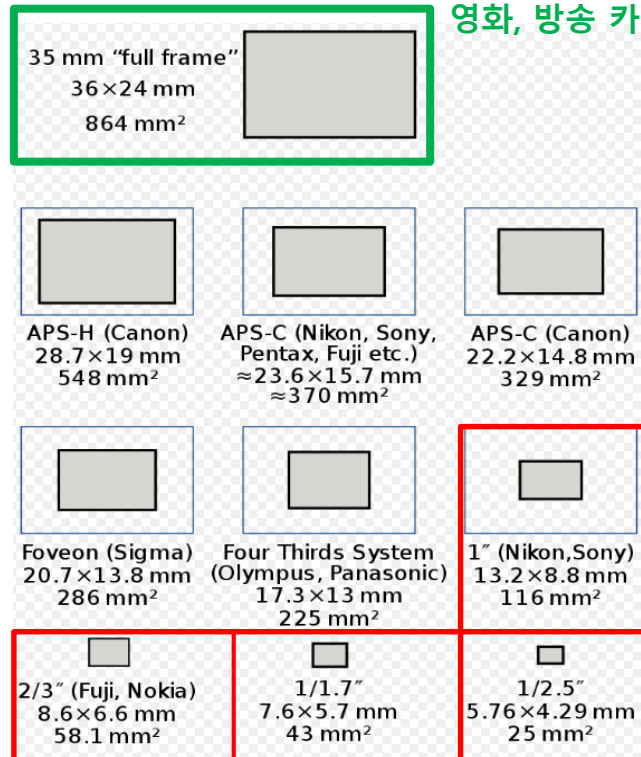 영화, 방송 카
35 mm “full frame”
36×24 mm
864 mm²
APS-H (Canon)
28.7×19 mm
548 mm²
APS-C (Nikon, Sony,
Pentax, Fuji etc.)
≈23.6×15.7 mm
≈370 mm²
APS-C (Canon)
22.2×14.8 mm
329 mm²
Foveon (Sigma)
20.7×13.8 mm
286 mm²
Four Thirds System
(Olympus, Panasonic)
17.3×13 mm
225 mm²
1″ (Nikon,Sony)
13.2×8.8 mm
116 mm²
2/3″ (Fuji, Nokia)
8.6×6.6 mm
58.1 mm²
1/1.7″
7.6×5.7 mm
43 mm²
1/2.5″
5.76×4.29 mm
25 mm²